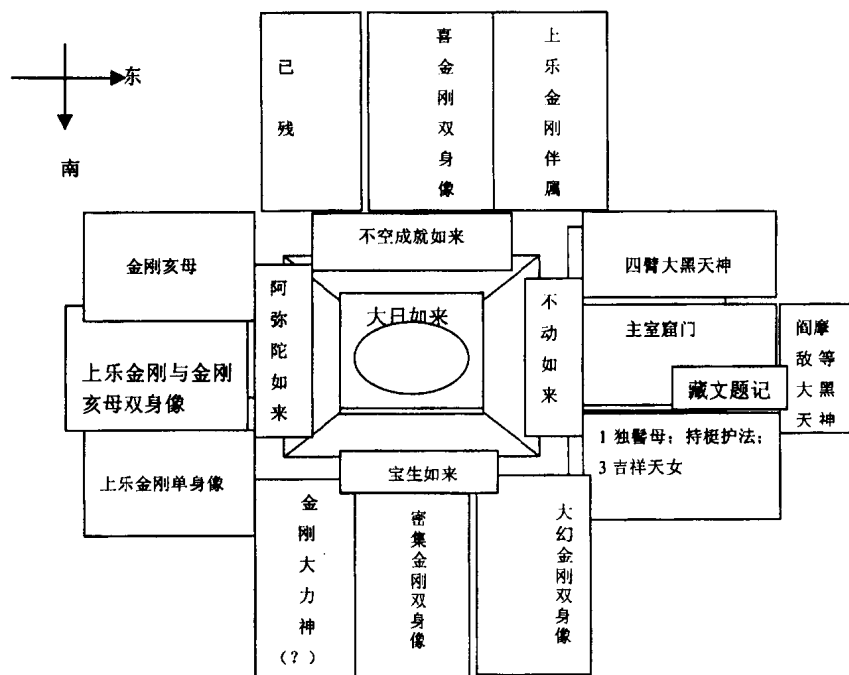 东
南
已残
喜金刚双身像
上乐金刚伴属
不空成就如来
金刚亥母
四臂大黑天神
阿弥陀如来
大日如来
不动如来
主室窟门
阎摩敌等大黑天神
上乐金刚与金刚
亥母双身像
藏文题记
1 独髻母；持梃护法；
3 吉祥天女
上乐金刚单身像
宝生如来
金刚大力神（？）
密集金刚双身像
大幻金刚双身像